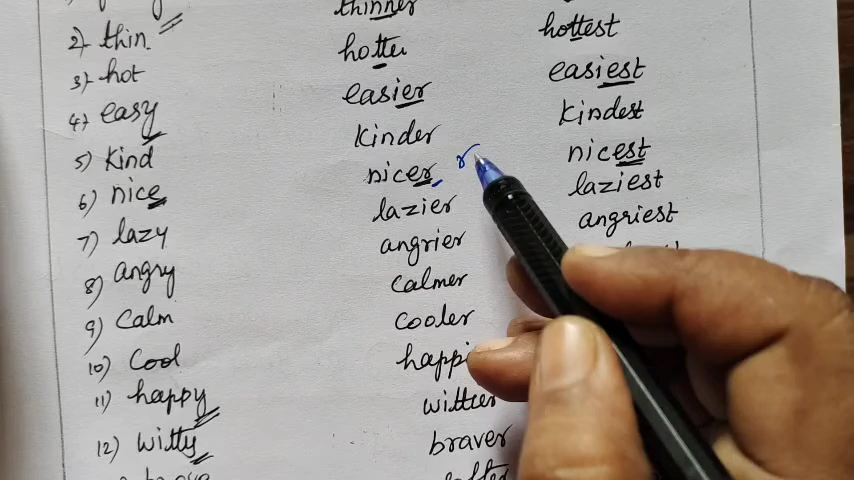 thinner
2) thin hotter hottest
3) hot easier easiest
4) easy kinder kindest
5) kind nicer r nicest
6) nice lazier laziest
7) lazy angrier angriest
8) angry calmer
9) calm cooler
10) cool happi
11) happy wittier
12) witty braver